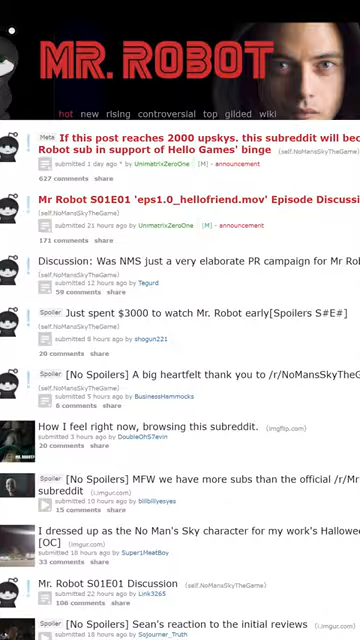 MR. ROBOT
hot new rising controversial top gilded wiki
Meta If this post reaches 2000 upskys. this subreddit will bec
Robot sub in support of Hello Games' binge (self.NoMansSkyTheGame)
submitted 1 day ago * by UnimatrixZeroOne [M] - announcement
627 comments share
Mr Robot S01E01 'eps1.0_hellofriend.mov' Episode Discussi
(self.NoMansSkyTheGame)
submitted 21 hours ago by UnimatrixZeroOne [M] - announcement
171 comments share
Discussion: Was NMS just a very elaborate PR campaign for Mr Rob
(self.NoMansSkyTheGame)
submitted 12 hours ago by Tegurd
59 comments share
Spoiler Just spent $3000 to watch Mr. Robot early[Spoilers S#E#]
(self.NoMansSkyTheGame)
submitted 8 hours ago by shogun221
20 comments share
Spoiler [No Spoilers] A big heartfelt thank you to /r/NoMansSkyTheG
(self.NoMansSkyTheGame)
submitted 5 hours ago by BusinessHammocks
6 comments share
How I feel right now, browsing this subreddit. (imgflip.com)
submitted 3 hours ago by DoubleOhS7evin
20 comments share
Spoiler [No Spoilers] MFW we have more subs than the official /r/Mr
subreddit (i.imgur.com)
submitted 10 hours ago by billbillyesyes
15 comments share
I dressed up as the No Man's Sky character for my work's Hallowe
[OC] (imgur.com)
submitted 18 hours ago by Super1MeatBoy
33 comments share
Mr. Robot S01E01 Discussion (self.NoMansSkyTheGame)
submitted 22 hours ago by Link3265
106 comments share
Spoiler [No Spoilers] Sean's reaction to the initial reviews (i.imgur.com)
submitted 18 hours ago by Sojourner_Truth